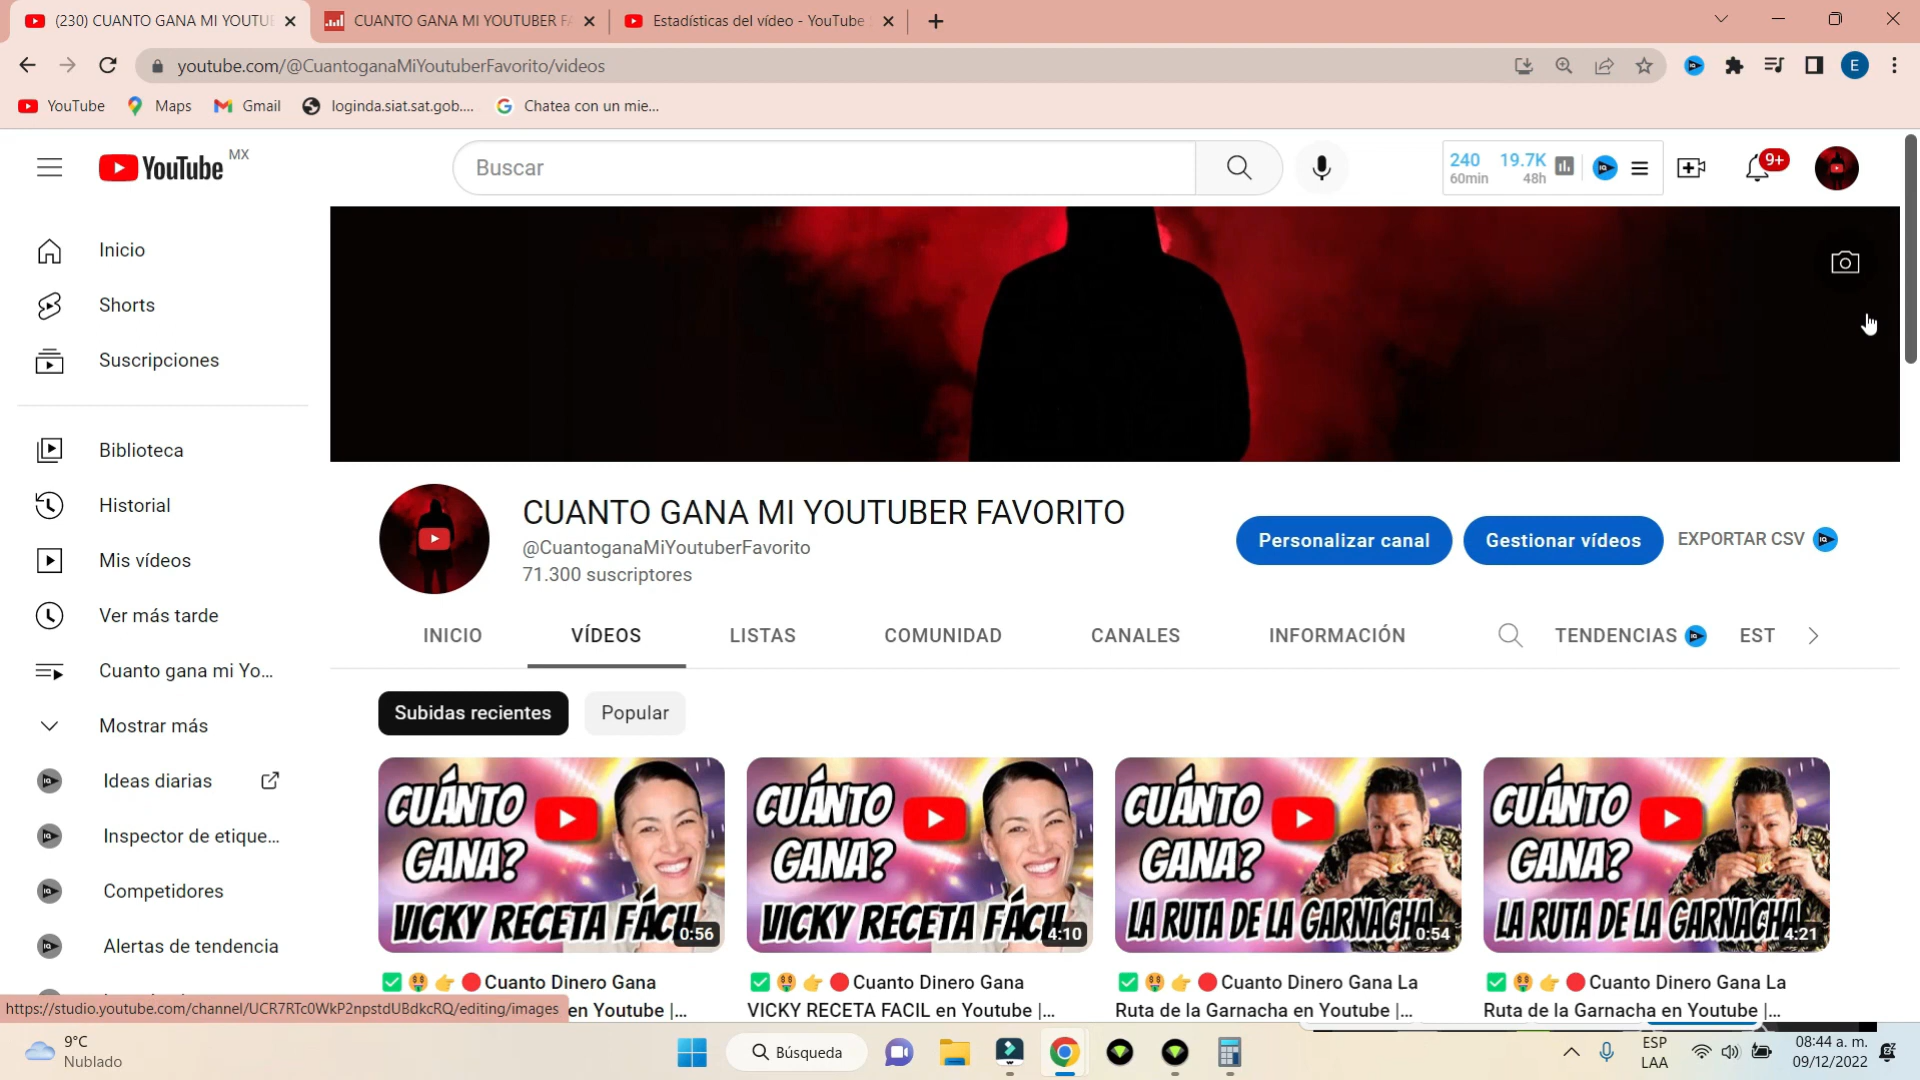 (230) CUANTO GANA MI YOUTU
CUANTO GANA MI YOUTUBER F
Estadísticas del vídeo - YouTube
youtube.com/@CuantoganaMiYoutuberFavorito/videos
E
YouTube
Maps
Gmail
loginda.siat.sat.gob....
Chatea con un mie...
YouTube MX
Buscar
240 60min
19.7K 48h
9+
Inicio
Shorts
Suscripciones
Biblioteca
Historial
Mis vídeos
Ver más tarde
Cuanto gana mi Yo...
Mostrar más
Ideas diarias
Inspector de etique...
Competidores
Alertas de tendencia
CUANTO GANA MI YOUTUBER FAVORITO
@CuantoganaMiYoutuberFavorito
71.300 suscriptores
Personalizar canal
Gestionar vídeos
EXPORTAR CSV
INICIO
VÍDEOS
LISTAS
COMUNIDAD
CANALES
INFORMACIÓN
TENDENCIAS
EST
Subidas recientes
Popular
CUÁNTO
GANA?
VICKY RECETA FÁCIL
0:56
CUÁNTO
GANA?
VICKY RECETA FÁCIL
4:10
CUÁNTO
GANA?
LA RUTA DE LA GARNACHA
0:54
CUÁNTO
GANA?
LA RUTA DE LA GARNACHA
4:21
✅🤑👉🔴Cuanto Dinero Gana
en Youtube |...
✅🤑👉🔴Cuanto Dinero Gana
VICKY RECETA FACIL en Youtube |...
✅🤑👉🔴Cuanto Dinero Gana La
Ruta de la Garnacha en Youtube |...
✅🤑👉🔴Cuanto Dinero Gana La
Ruta de la Garnacha en Youtube |...
https://studio.youtube.com/channel/UCR7RTc0WkP2npstdUBdkcRQ/editing/images
9°C
Nublado
Búsqueda
ESP
LAA
08:44 a. m.
09/12/2022